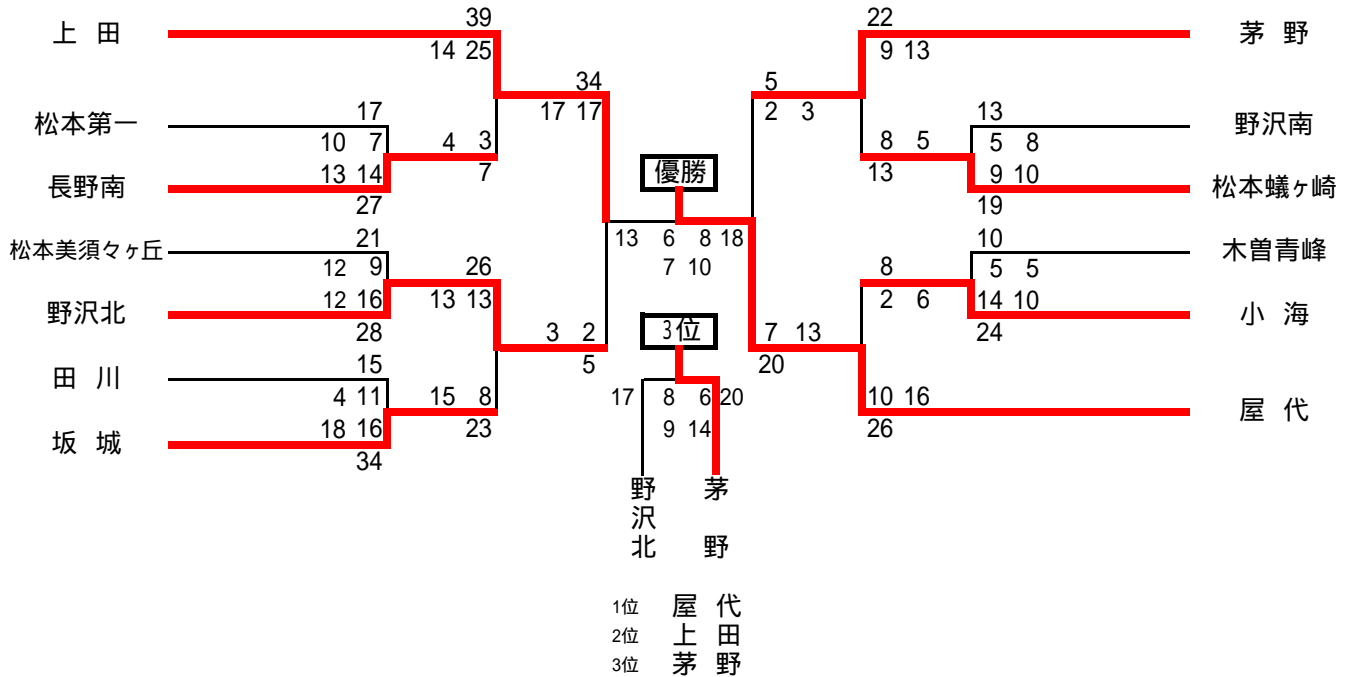 39 22
上 田 茅 野
14 25 9 13
34 5
17 17 17 2 3 13
松本第一 野沢南
10 7 4 3 8 5 5 8
13 14 7 優勝 13 9 10
長野南 松本蟻ヶ崎
27 19
21 13 6 8 18 10
松本美須々ヶ丘 木曽青峰
12 9 26 7 10 8 5 5
12 16 13 13 2 6 14 10
野沢北 小 海
28 3 2 3位 7 13 24
15 5 20
田 川
4 11 15 8 17 8 6 20 10 16
屋 代
18 16 23 9 14 26
坂 城
34
野沢北 茅野
1位 屋 代
2位 上 田
3位 茅 野